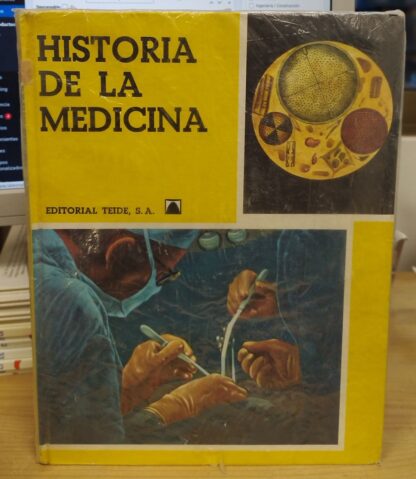 HISTORIA
DE LA
MEDICINA
EDITORIAL TEIDE, S. A.